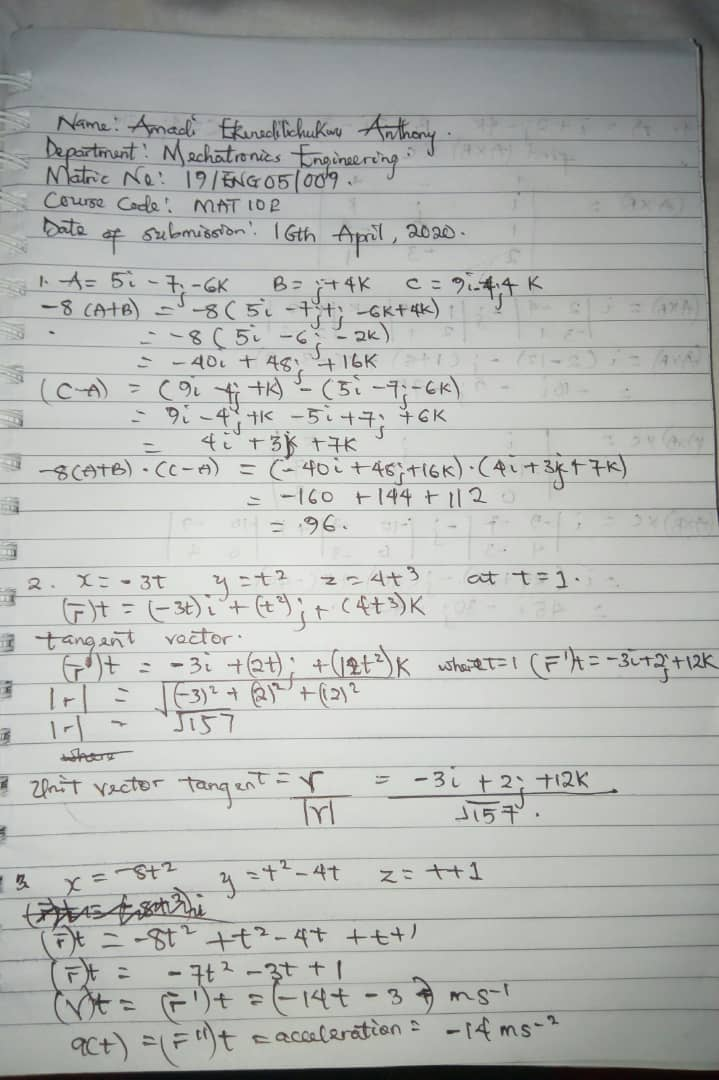 Name: Amadi Ekenedilichukwu Anthony.
Department: Mechatronics Engineering.
Matric No: 19/ENG05/009.
Course Code: MAT 102
Date of submission: 16th April, 2020.
1. A = 5i - 7j - 6K B = j + 4K C = 9i - 4j + K
-8 (A+B) = -8 ( 5i - 7j + j - 6K + 4K)
= -8 ( 5i - 6j - 2K)
= -40i + 48j + 16K
(C-A) = (9i - 4j + K) - (5i - 7j - 6K)
= 9i - 4j + K - 5i + 7j + 6K
= 4i + 3j + 7K
-8(A+B) . (C-A) = (-40i + 48j + 16K) . (4i + 3j + 7K)
= -160 + 144 + 112
= 96.
2. x = -3t y = t² z = 4t³ at t = 1.
(r̄)t = (-3t)i + (t²)j + (4t³)K
tangent vector.
(r̄')t = -3i + (2t)j + (12t²)K where t=1 (r̄')t = -3i + 2j + 12K
|r| = √(-3)² + (2)² + (12)²
|r| = √157
Unit vector tangent = r/|r| = -3i + 2j + 12K / √157 .
3. x = -8t² y = t² - 4t z = t + 1
(r̄)t = -8t² + t² - 4t + t + 1
(r̄)t = -7t² - 3t + 1
(V)t = (r̄')t = (-14t - 3) ms-1
a(t) = (r̄'')t = acceleration = -14 ms-2